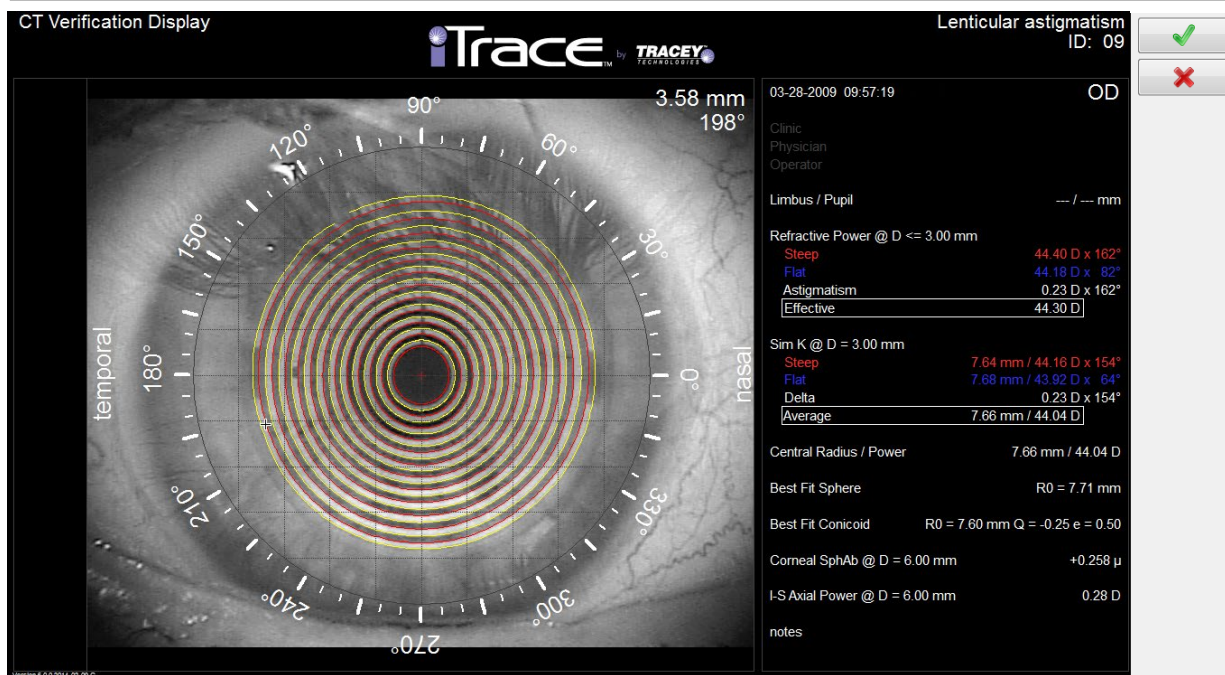 CT Verification Display
iTrace™ by TRACEY™
TECHNOLOGIES
Lenticular astigmatism
ID: 09
3.58 mm
198°
90°
120°
60°
150°
30°
temporal
180°
0°
nasal
210°
330°
240°
300°
270°
03-28-2009 09:57:19 OD
Clinic
Physician
Operator
Limbus / Pupil --- / --- mm
Refractive Power @ D <= 3.00 mm
Steep 44.40 D x 162°
Flat 44.18 D x 82°
Astigmatism 0.23 D x 162°
Effective 44.30 D
Sim K @ D = 3.00 mm
Steep 7.64 mm / 44.16 D x 154°
Flat 7.68 mm / 43.92 D x 64°
Delta 0.23 D x 154°
Average 7.66 mm / 44.04 D
Central Radius / Power 7.66 mm / 44.04 D
Best Fit Sphere R0 = 7.71 mm
Best Fit Conicoid R0 = 7.60 mm Q = -0.25 e = 0.50
Corneal SphAb @ D = 6.00 mm +0.258 µ
I-S Axial Power @ D = 6.00 mm 0.28 D
notes